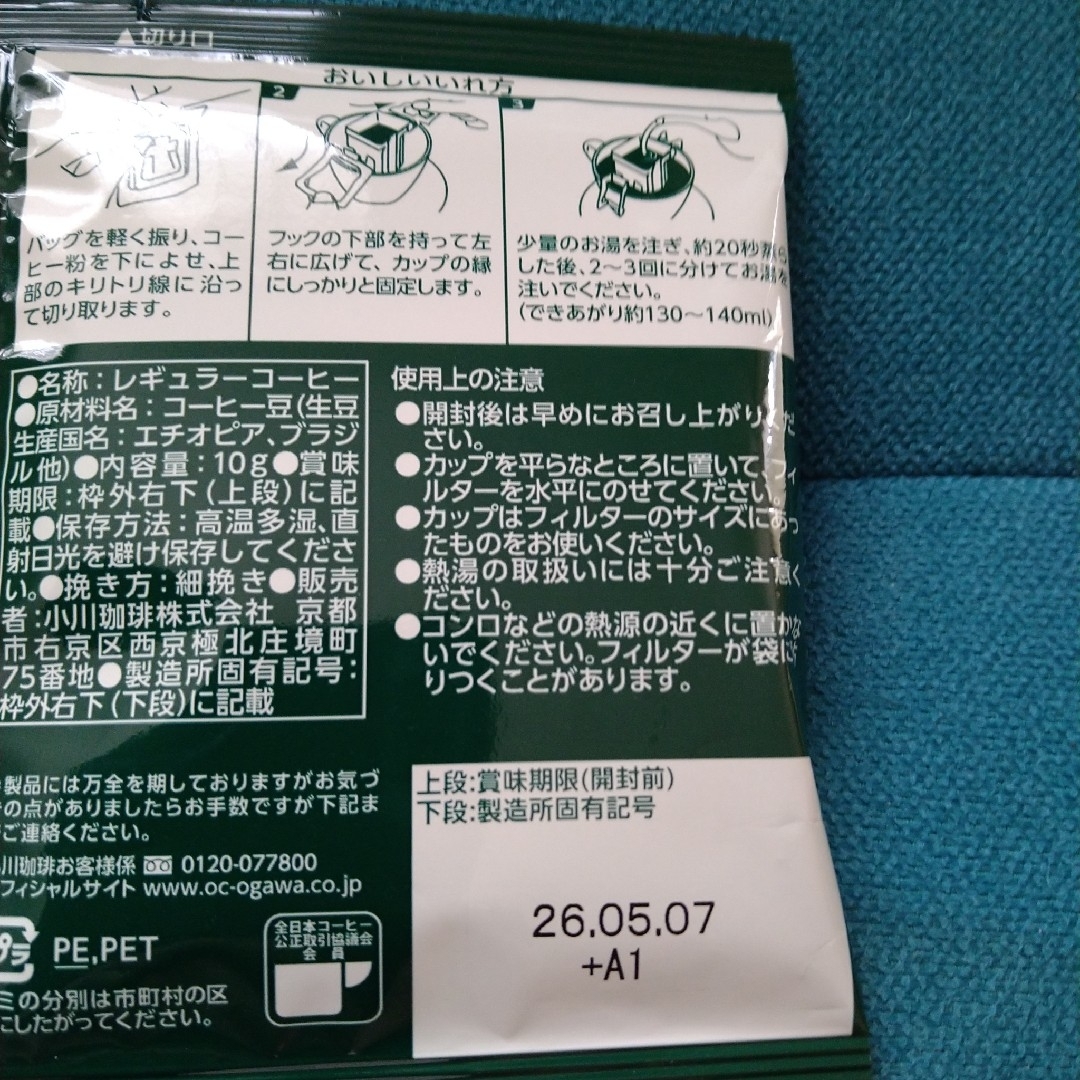 ▲切り口
おいしいいれ方
バッグを軽く振り、コー
ヒー粉を下によせ、上
部のキリトリ線に沿っ
て切り取ります。
2
フックの下部を持って左
右に広げて、カップの縁
にしっかりと固定します。
3
少量のお湯を注ぎ、約20秒蒸ら
した後、2〜3回に分けてお湯を
注いでください。
(できあがり約130〜140ml)
●名称：レギュラーコーヒー
●原材料名：コーヒー豆(生豆
生産国名：エチオピア、ブラジ
ル他)●内容量：10g●賞味
期限：枠外右下(上段)に記
載●保存方法：高温多湿、直
射日光を避け保存してくださ
い。●挽き方：細挽き●販売
者：小川珈琲株式会社 京都
市右京区西京極北庄境町
75番地●製造所固有記号：
枠外右下(下段)に記載
使用上の注意
●開封後は早めにお召し上がりくだ
さい。
●カップを平らなところに置いて、フィ
ルターを水平にのせてください。
●カップはフィルターのサイズにあっ
たものをお使いください。
●熱湯の取扱いには十分ご注意く
ださい。
●コンロなどの熱源の近くに置かな
いでください。フィルターが袋に
りつくことがあります。
製品には万全を期しておりますがお気づ
の点がありましたらお手数ですが下記ま
ご連絡ください。
川珈琲お客様係 0120-077800
フィシャルサイト www.oc-ogawa.co.jp
プラ PE,PET
ミの分別は市町村の区
にしたがってください。
全日本コーヒー
公正取引協議会
会員
上段:賞味期限(開封前)
下段:製造所固有記号
26.05.07
+A1